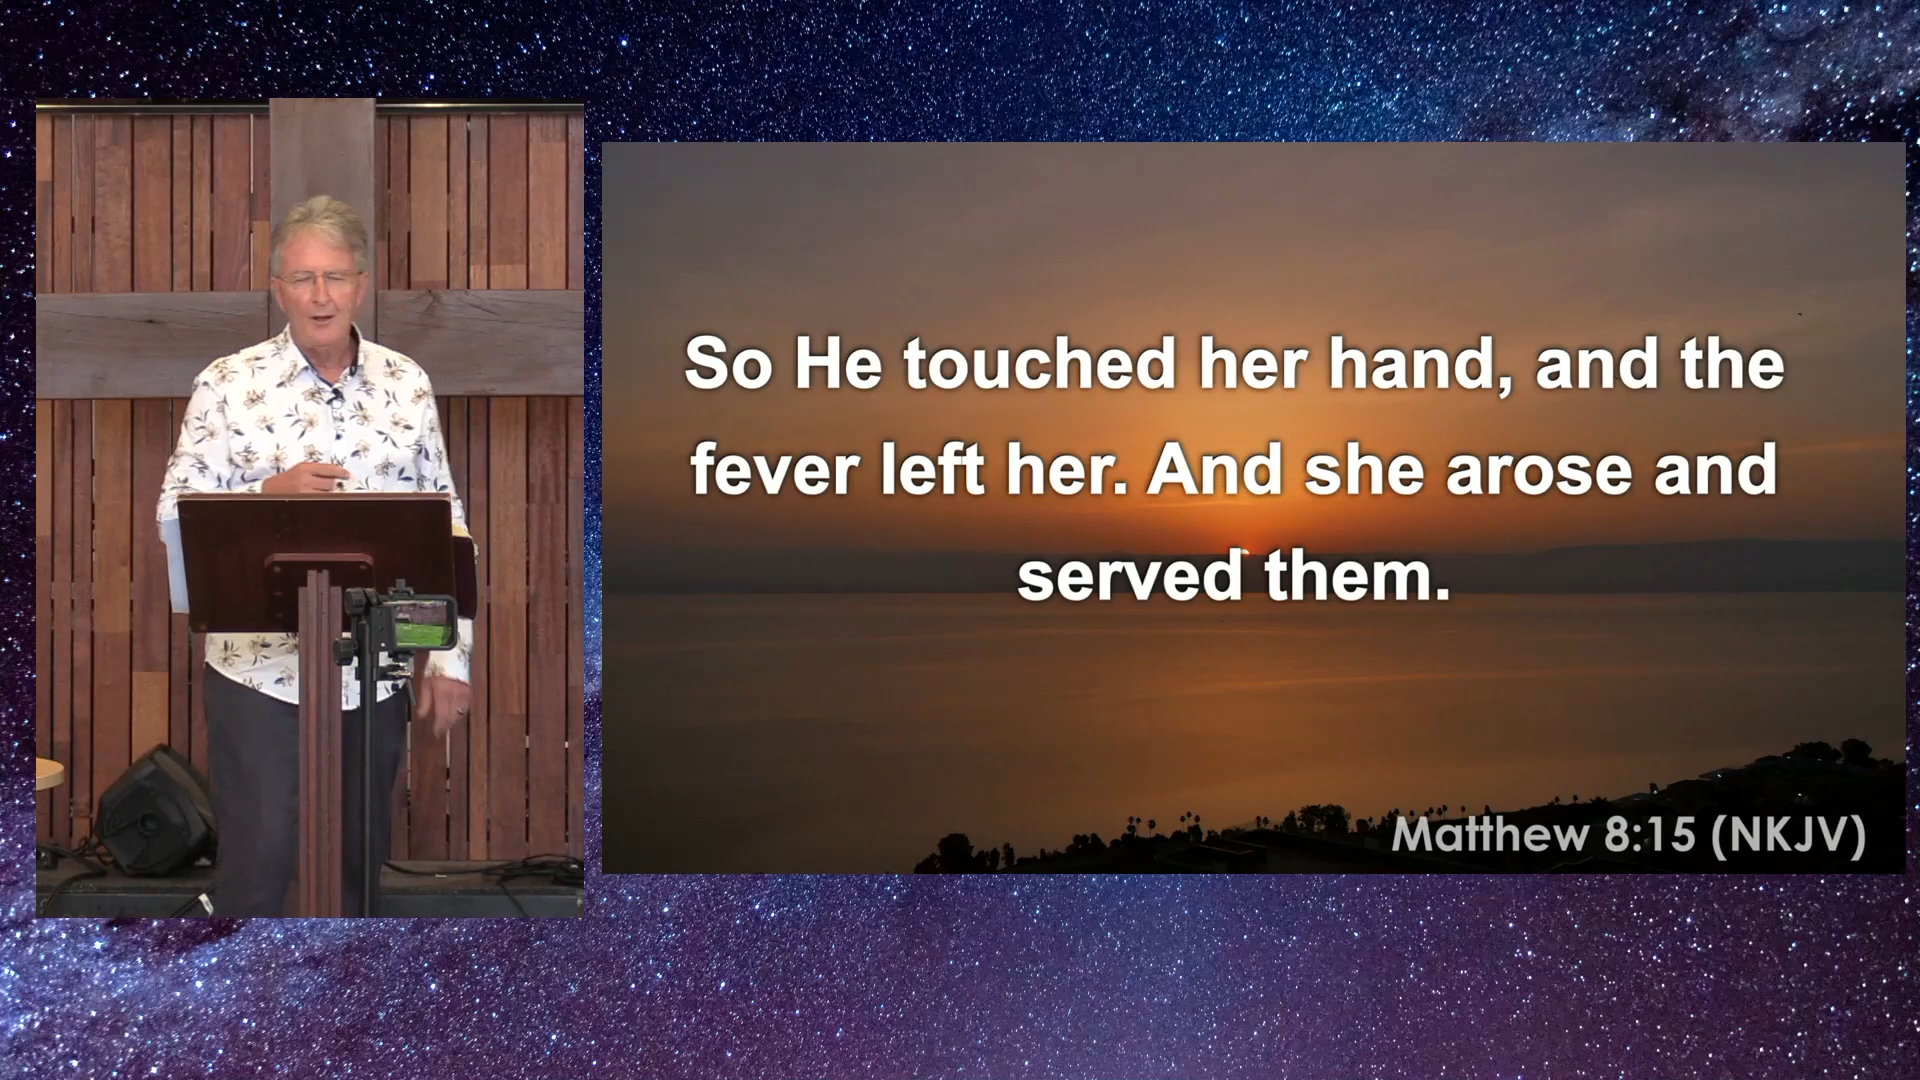 So He touched her hand, and the
fever left her. And she arose and
served them.
Matthew 8:15 (NKJV)